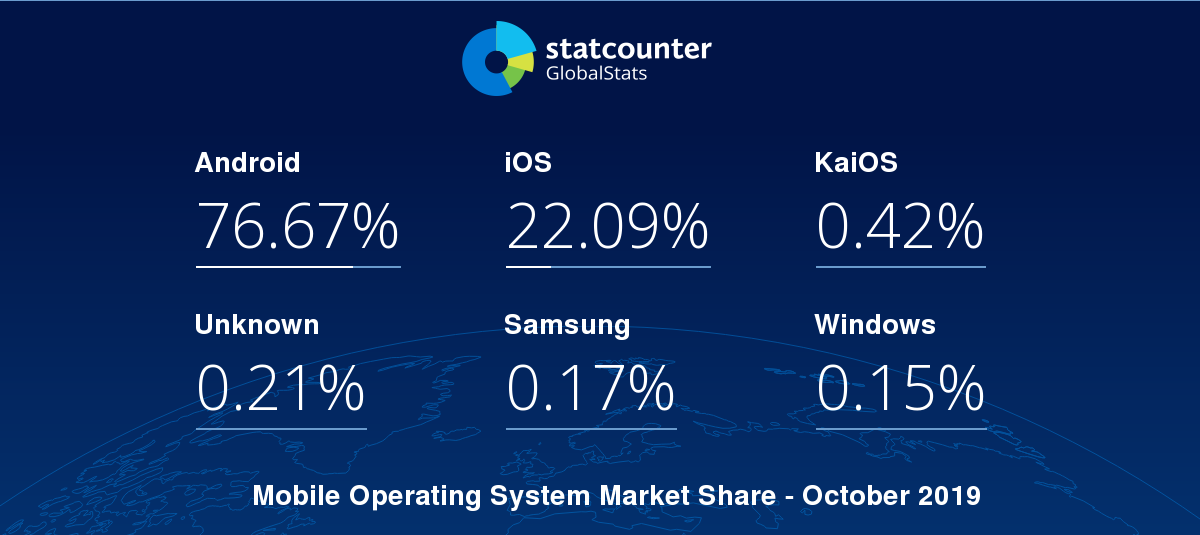 statcounter
GlobalStats
Android iOS KaiOS
76.67% 22.09% 0.42%
Unknown Samsung Windows
0.21% 0.17% 0.15%
Mobile Operating System Market Share - October 2019